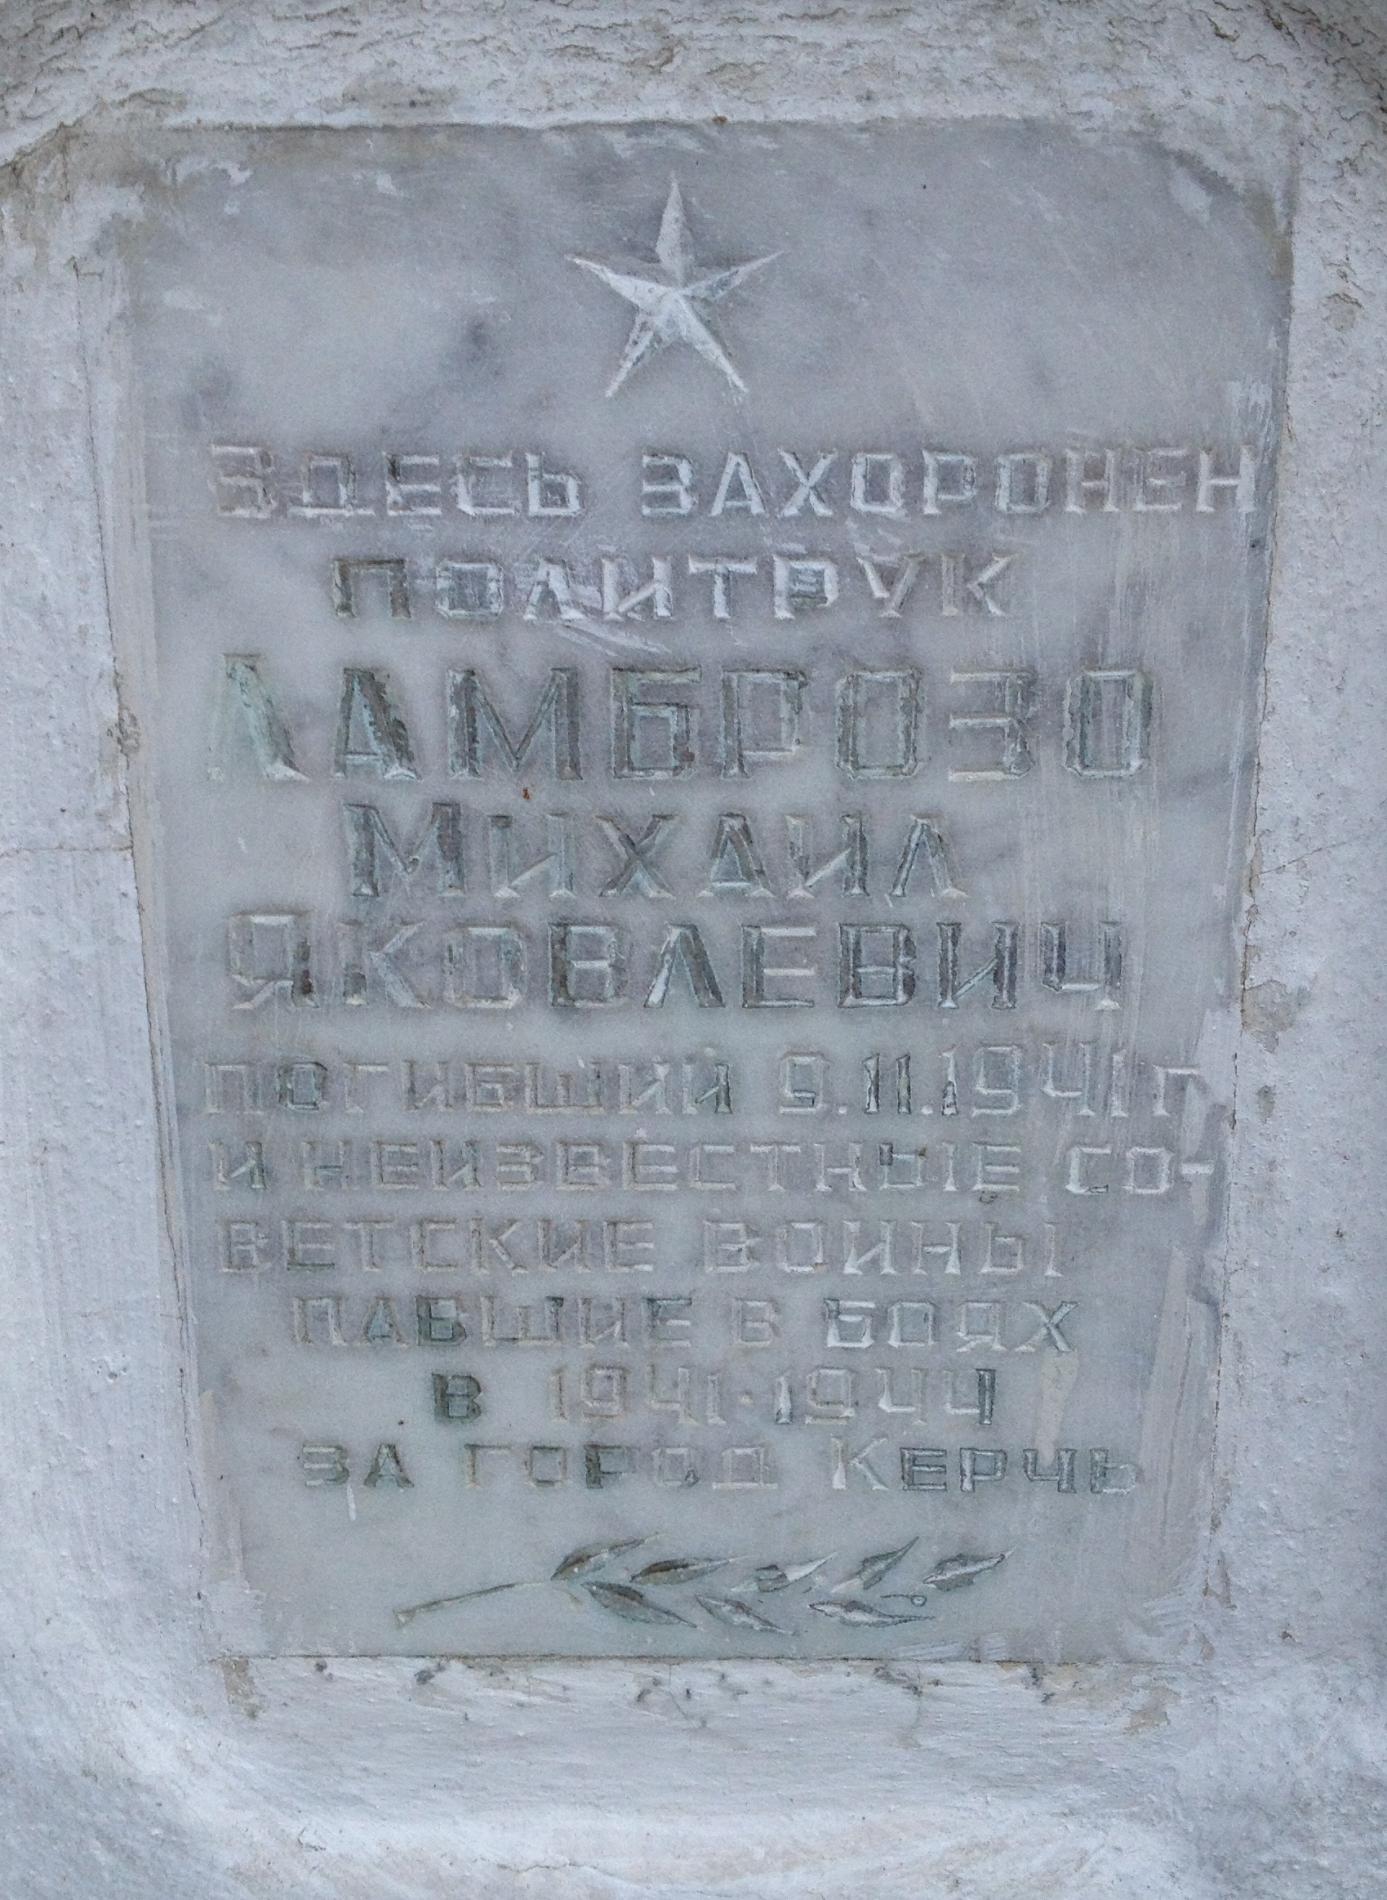 ЗДЕСЬ ЗАХОРОНЕН
ПОЛИТРУК
ЛАМБРОЗО
МИХАИЛ
ЯКОВЛЕВИЧ
ПОГИБШИЙ 9.11.1941Г.
И НЕИЗВЕСТНЫЕ СО-
ВЕТСКИЕ ВОИНЫ
ПАВШИЕ В БОЯХ
В 1941-1944
ЗА ГОРОД КЕРЧЬ